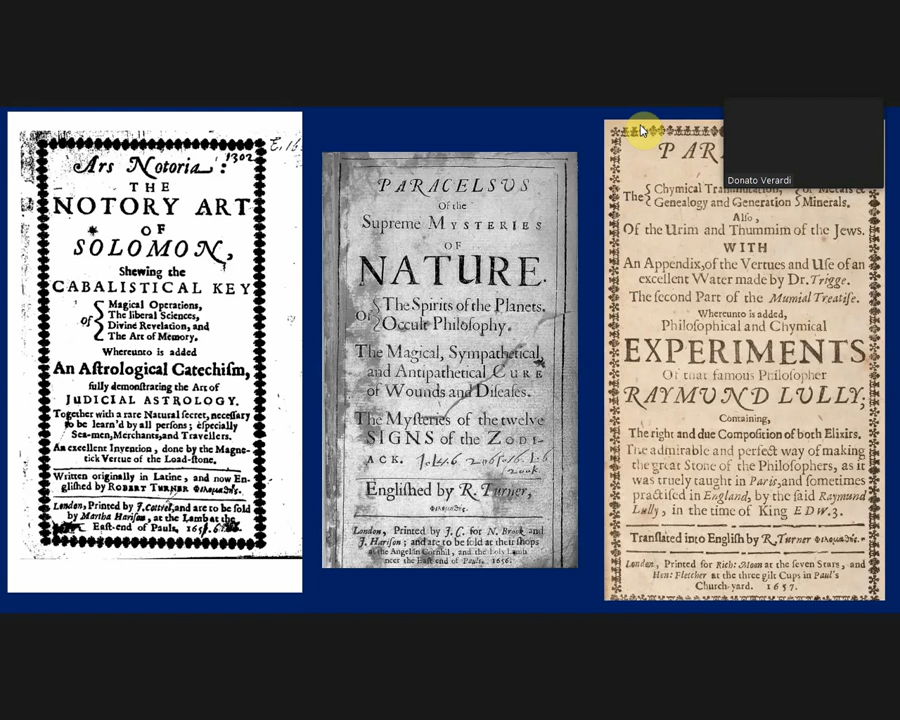 Ars Notoria:
1302
THE
NOTORY ART
OF
SOLOMON,
Shewing the
CABALISTICAL KEY
of
Magical Operations,
The liberal Sciences,
Divine Revelation, and
The Art of Memory.
Whereunto is added
An Astrological Catechism,
fully demonstrating the Art of
JUDICIAL ASTROLOGY.
Together with a rare Natural secret, necessary
to be learn'd by all persons; especially
Sea-men, Merchants, and Travellers.
An excellent Invention, done by the Magne-
tick Vertue of the Load-stone.
Written originally in Latine, and now En-
glished by ROBERT TURNER Φιλομαθὴς.
London, Printed by J. Cottrel, and are to be sold
by Martha Harison, at the Lamb at the
East-end of Pauls,
PARACELSUS
Of the
Supreme MYSTERIES
OF
NATURE.
Of
The Spirits of the Planets.
Occult Philosophy.
The Magical, Sympathetical,
and Antipathetical CURE
of Wounds and Diseases.
The Mysteries of the twelve
SIGNS of the ZODI-
ACK.
Englished by R. Turner,
Φιλομαθὴς.
London, Printed by J. C. for N. Brook and
J. Harison; and are to be sold at their shops
at the Angel in Cornhil, and the Holy Lamb
neer the East end of Pauls. 1656.
Donato Verardi
The
Chymical of Metals &
Genealogy and Generation Minerals.
Also,
Of the Urim and Thummim of the Jews.
WITH
An Appendix, of the Vertues and Use of an
excellent Water made by Dr. Trigge.
The second Part of the Mumial Treatise.
Whereunto is added,
Philosophical and Chymical
EXPERIMENTS
Of that famous Philosopher
RAYMUND LULLY;
Containing,
The right and due Composition of both Elixirs.
The admirable and perfect way of making
the great Stone of the Philosophers, as it
was truely taught in Paris, and sometimes
practised in England, by the said Raymund
Lully, in the time of King EDW. 3.
Translated into English by R. Turner Φιλομαθὴς.
London, Printed for Rich: Moon at the seven Stars, and
Hen: Fletcher at the three gilt Cups in Paul's
Church-yard. 1657.